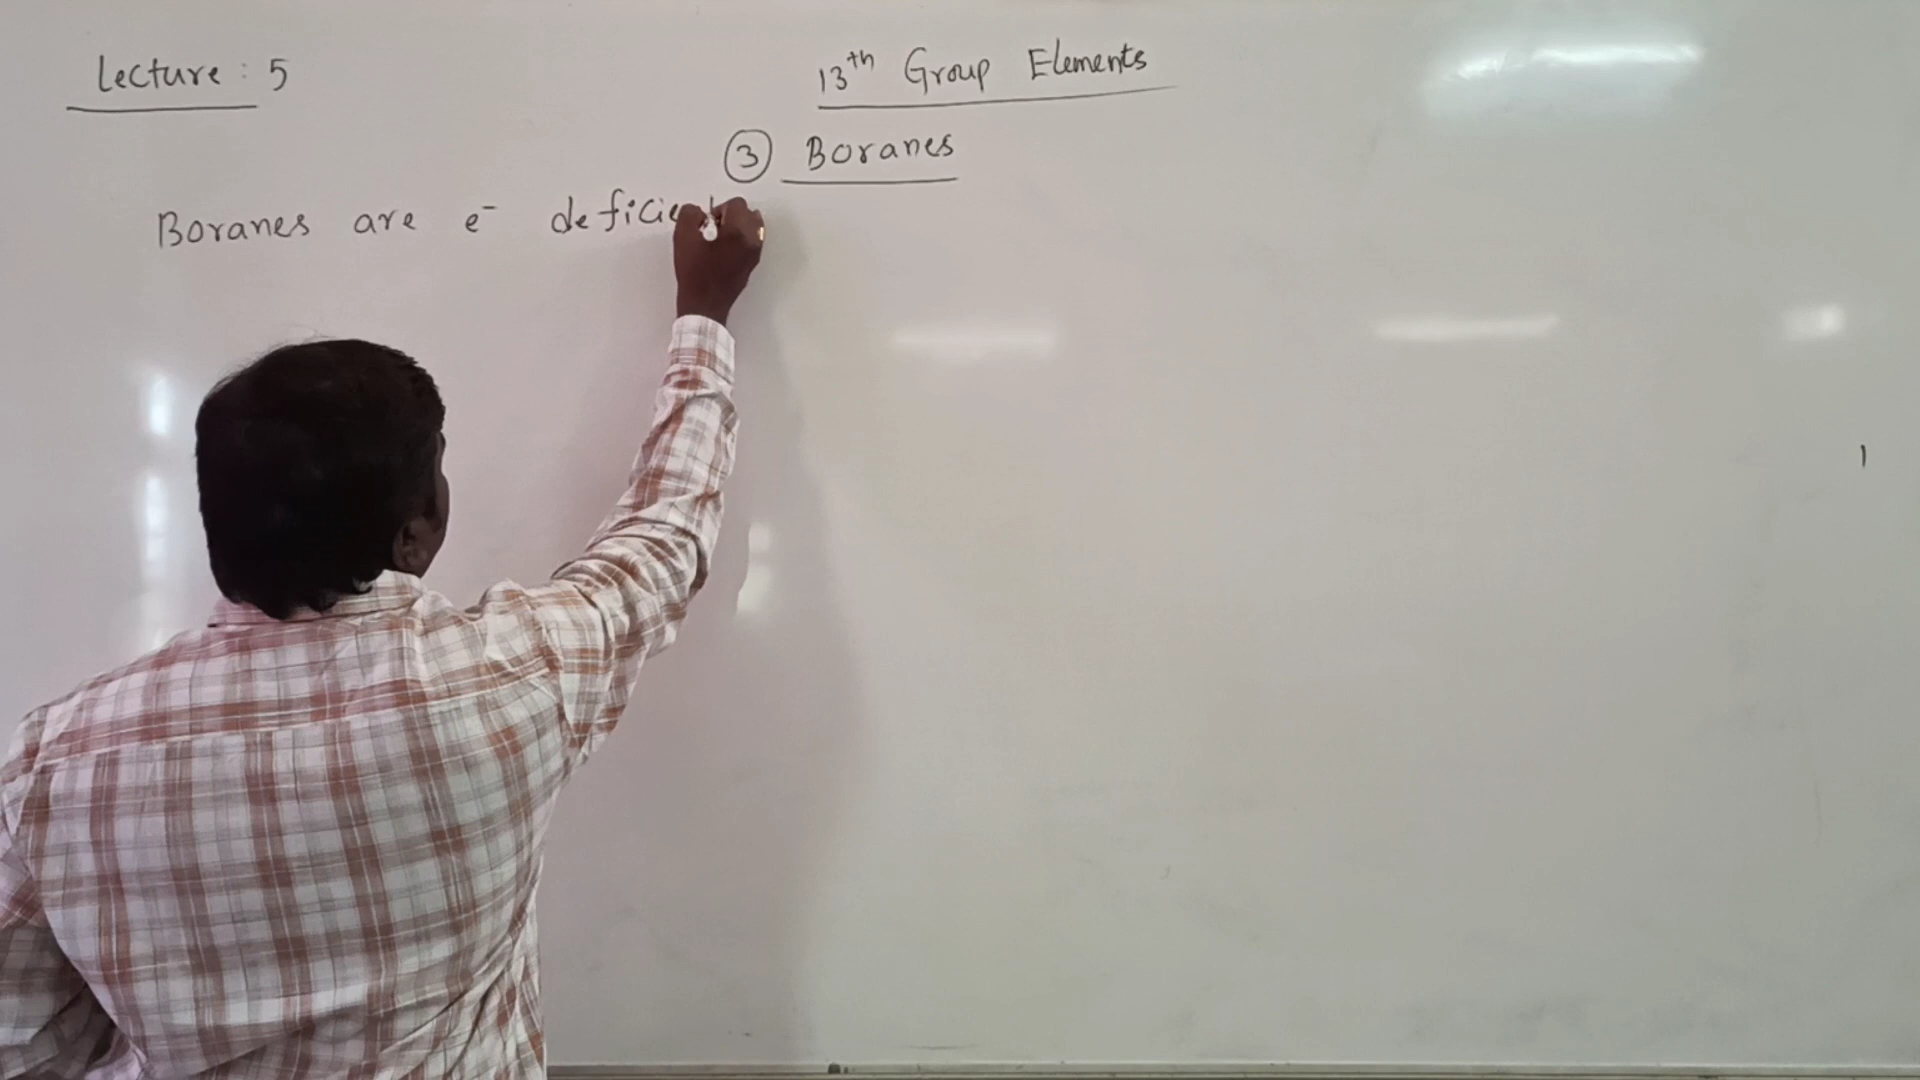 Lecture : 5
13th Group Elements
③ Boranes
Boranes are e⁻ deficient